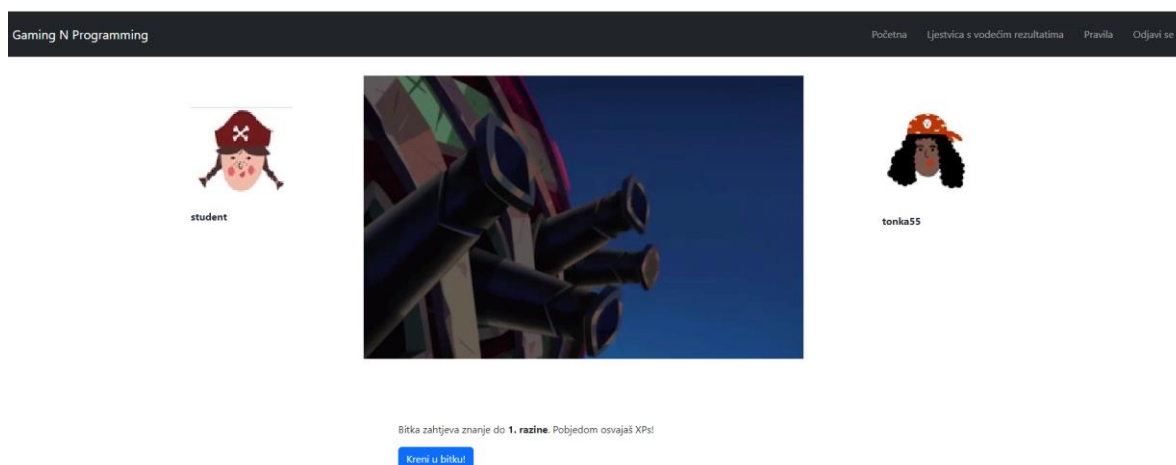 Gaming N Programming
Početna Ljestvica s vodećim rezultatima Pravila Odjavi se
student
tonka55
Bitka zahtjeva znanje do 1. razine. Pobjedom osvajaš XPs!
Kreni u bitku!